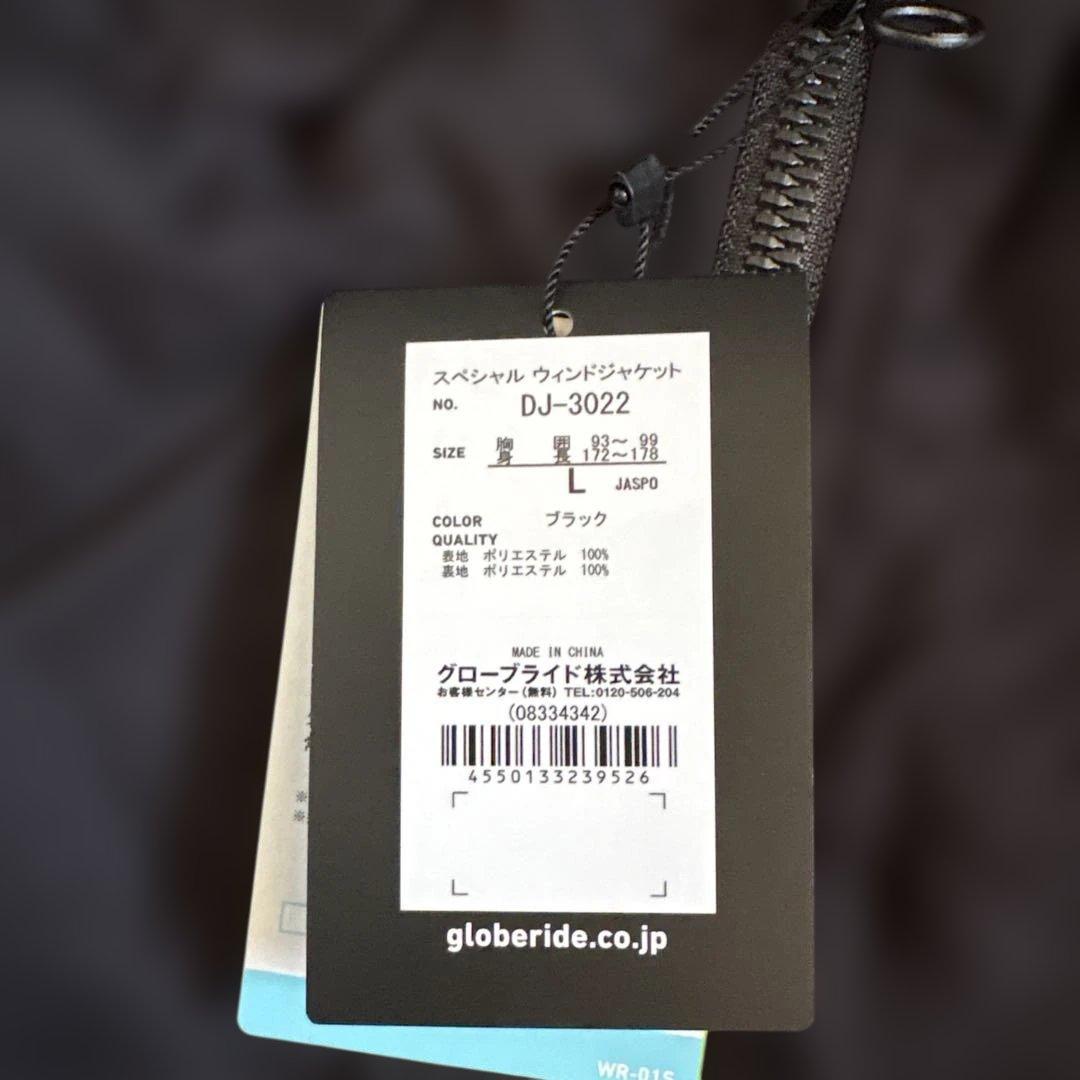 スペシャル ウィンドジャケット
NO. DJ-3022
SIZE 胸 囲 93～ 99
身 長 172～178
L JASPO
COLOR ブラック
QUALITY
表地 ポリエステル 100%
裏地 ポリエステル 100%
MADE IN CHINA
グローブライド株式会社
お客様センター(無料) TEL:0120-506-204
(08334342)
4550133239526
globeride.co.jp
※
※
WR-01S